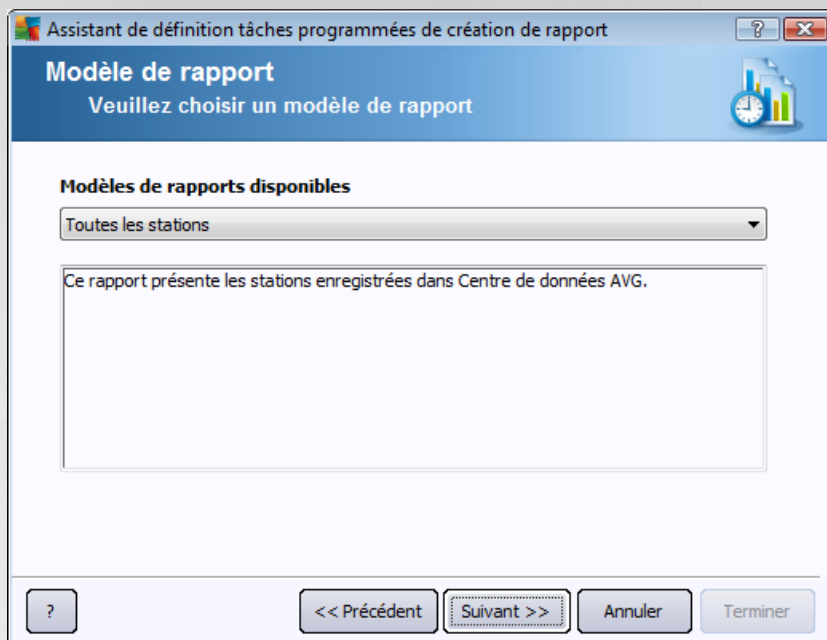 Assistant de définition tâches programmées de création de rapport
?
Modèle de rapport
Veuillez choisir un modèle de rapport
Modèles de rapports disponibles
Toutes les stations
Ce rapport présente les stations enregistrées dans Centre de données AVG.
?
<< Précédent
Suivant >>
Annuler
Terminer